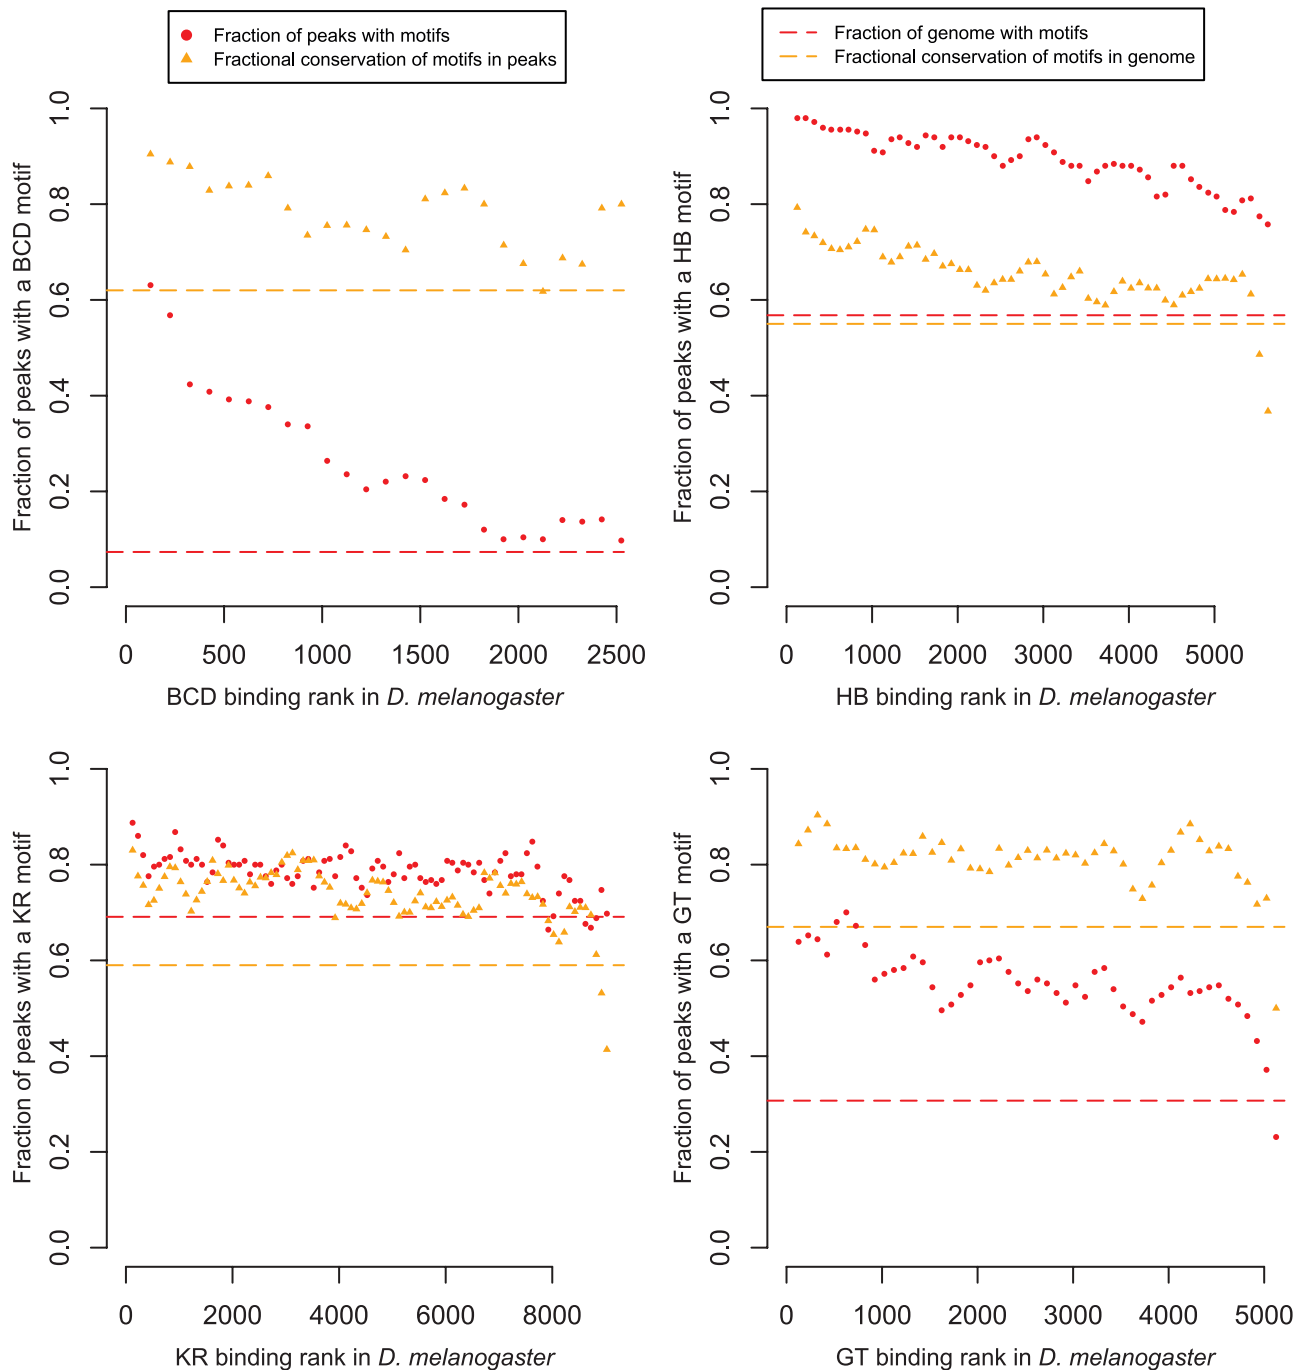 Fraction of peaks with motifs
Fractional conservation of motifs in peaks
Fraction of genome with motifs
Fractional conservation of motifs in genome
Fraction of peaks with a BCD motif
1.0
0.8
0.6
0.4
0.2
0.0
0 500 1000 1500 2000 2500
BCD binding rank in D. melanogaster
Fraction of peaks with a HB motif
1.0
0.8
0.6
0.4
0.2
0.0
0 1000 2000 3000 4000 5000
HB binding rank in D. melanogaster
Fraction of peaks with a KR motif
1.0
0.8
0.6
0.4
0.2
0.0
0 2000 4000 6000 8000
KR binding rank in D. melanogaster
Fraction of peaks with a GT motif
1.0
0.8
0.6
0.4
0.2
0.0
0 1000 2000 3000 4000 5000
GT binding rank in D. melanogaster